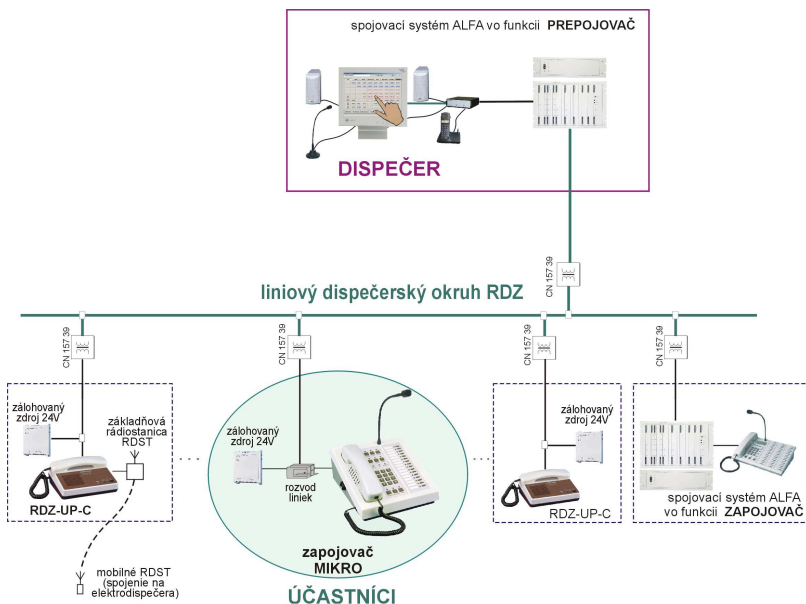 spojovací systém ALFA vo funkcii PREPOJOVAČ
DISPEČER
CN 157 39
liniový dispečerský okruh RDZ
CN 157 39
CN 157 39
CN 157 39
CN 157 39
zálohovaný
zdroj 24V
základňová
rádiostanica
RDST
RDZ-UP-C
mobilné RDST
(spojenie na
elektrodispečera)
zálohovaný
zdroj 24V
rozvod
liniek
zapojovač
MIKRO
ÚČASTNÍCI
zálohovaný
zdroj 24V
RDZ-UP-C
spojovací systém ALFA
vo funkcii ZAPOJOVAČ